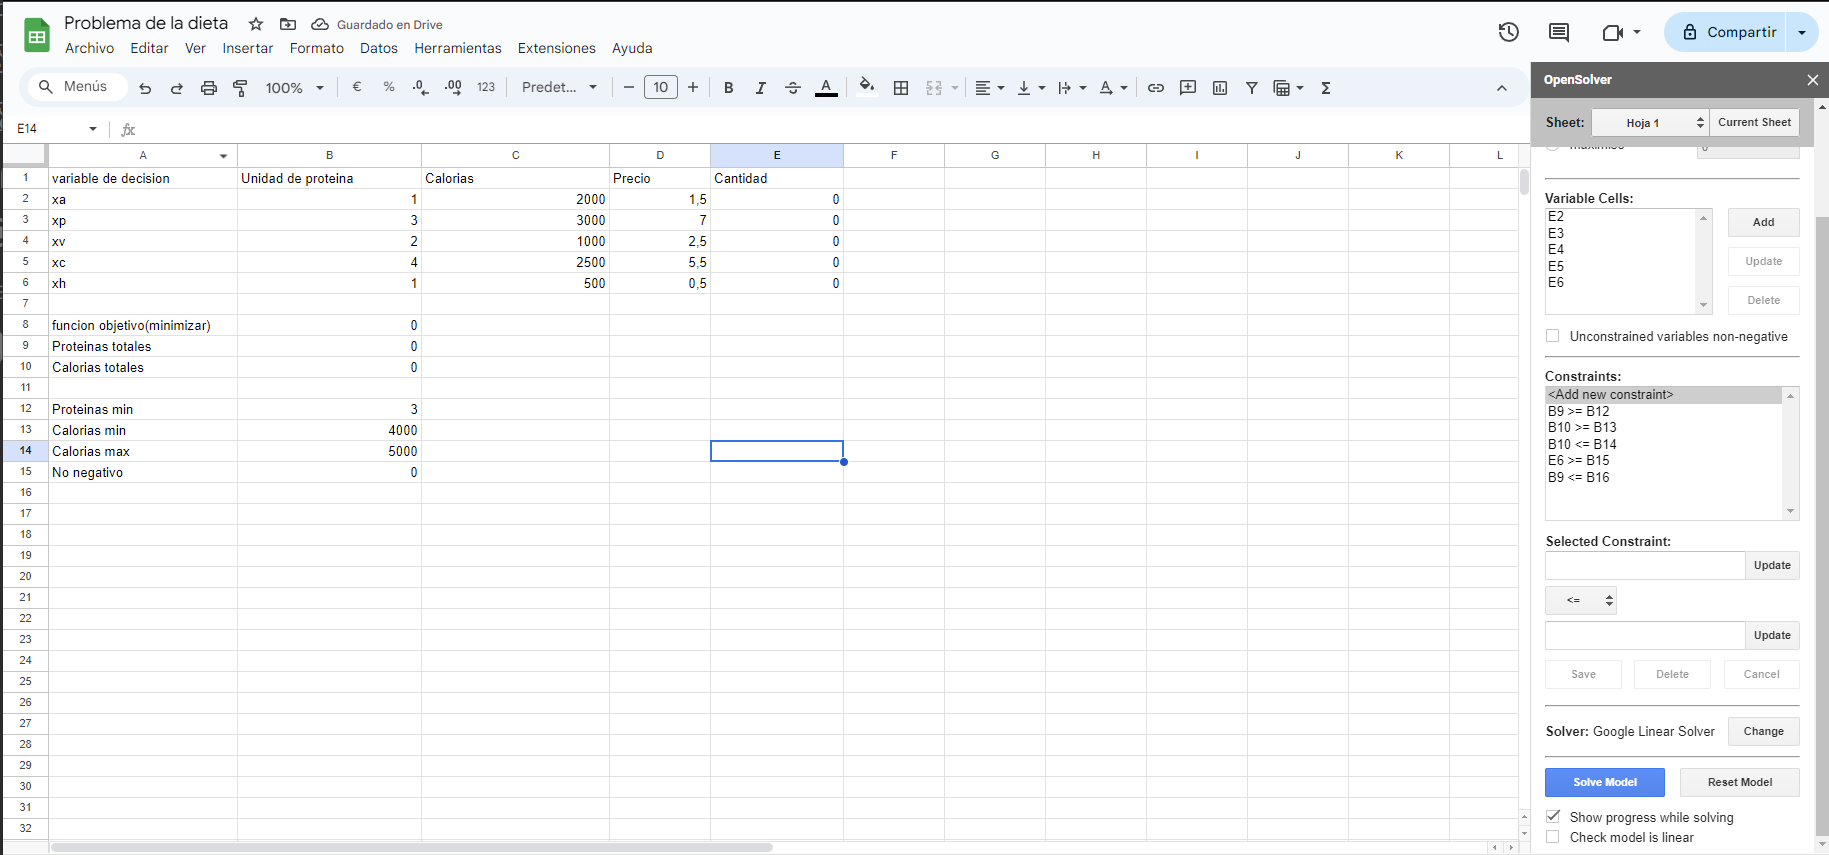 Problema de la dieta
Guardado en Drive
Archivo Editar Ver Insertar Formato Datos Herramientas Extensiones Ayuda
Compartir
Menús 100% € % .0 .00 123 Predet... 10 B I A Σ
E14 fx
A B C D E F G H I J K L
1 variable de decision Unidad de proteina Calorias Precio Cantidad
2 xa 1 2000 1,5 0
3 xp 3 3000 7 0
4 xv 2 1000 2,5 0
5 xc 4 2500 5,5 0
6 xh 1 500 0,5 0
7
8 funcion objetivo(minimizar) 0
9 Proteinas totales 0
10 Calorias totales 0
11
12 Proteinas min 3
13 Calorias min 4000
14 Calorias max 5000
15 No negativo 0
16
17
18
19
20
21
22
23
24
25
26
27
28
29
30
31
32
OpenSolver
Sheet: Hoja 1 Current Sheet
Variable Cells:
E2
E3
E4
E5
E6
Add
Update
Delete
Unconstrained variables non-negative
Constraints:
<Add new constraint>
B9 >= B12
B10 >= B13
B10 <= B14
E6 >= B15
B9 <= B16
Selected Constraint:
Update
<=
Update
Save Delete Cancel
Solver: Google Linear Solver Change
Solve Model Reset Model
Show progress while solving
Check model is linear